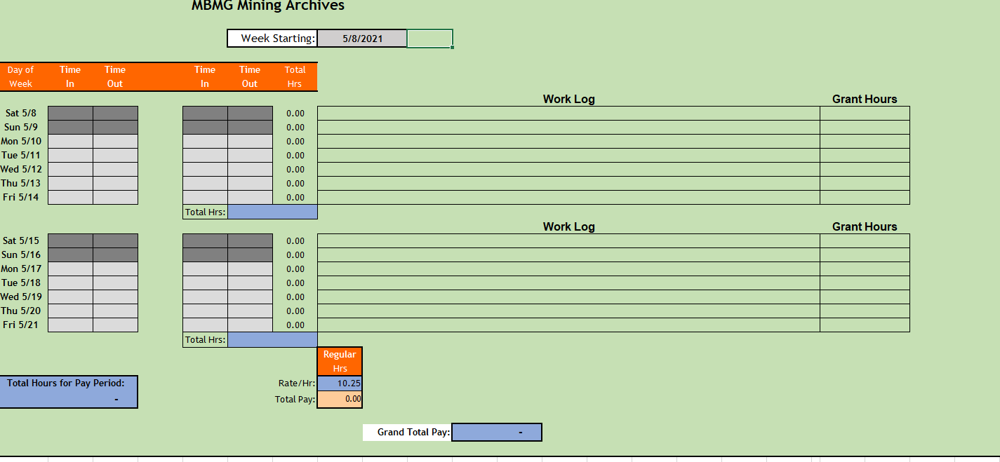 MBMG Mining Archives
Week Starting: 5/8/2021
Day of Time Time Time Time Total
Week In Out In Out Hrs
Work Log Grant Hours
Sat 5/8 0.00
Sun 5/9 0.00
Mon 5/10 0.00
Tue 5/11 0.00
Wed 5/12 0.00
Thu 5/13 0.00
Fri 5/14 0.00
Total Hrs:
Work Log Grant Hours
Sat 5/15 0.00
Sun 5/16 0.00
Mon 5/17 0.00
Tue 5/18 0.00
Wed 5/19 0.00
Thu 5/20 0.00
Fri 5/21 0.00
Total Hrs:
Regular
Hrs
Total Hours for Pay Period: Rate/Hr: 10.25
- Total Pay: 0.00
Grand Total Pay: -